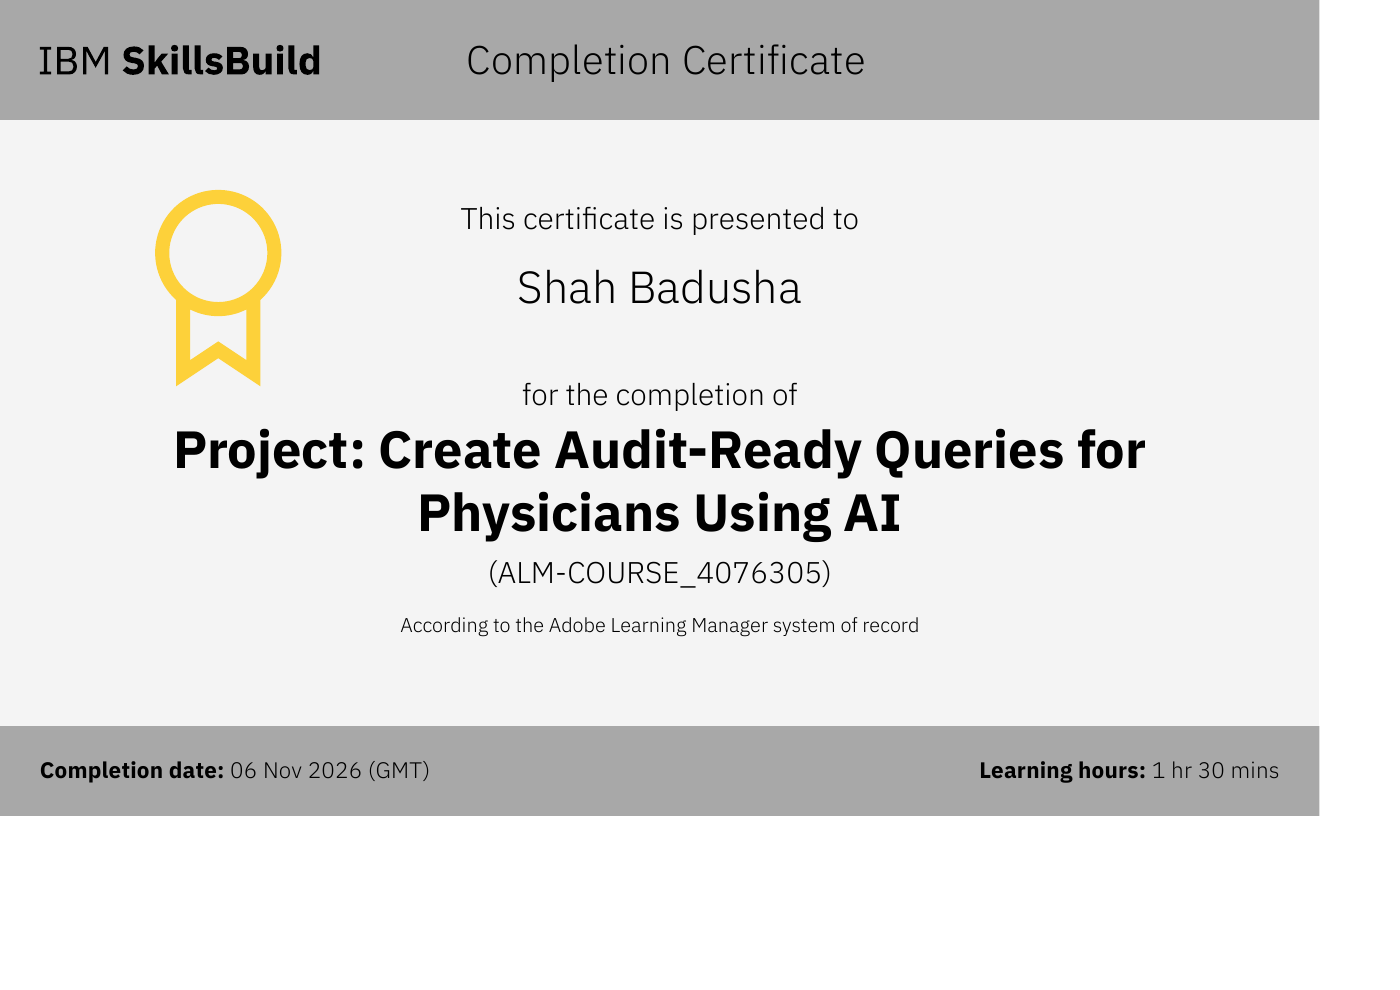 IBM SkillsBuild
Completion Certificate
This certificate is presented to
Shah Badusha
for the completion of
Project: Create Audit-Ready Queries for
Physicians Using AI
(ALM-COURSE_4076305)
According to the Adobe Learning Manager system of record
Completion date: 06 Nov 2026 (GMT)
Learning hours: 1 hr 30 mins